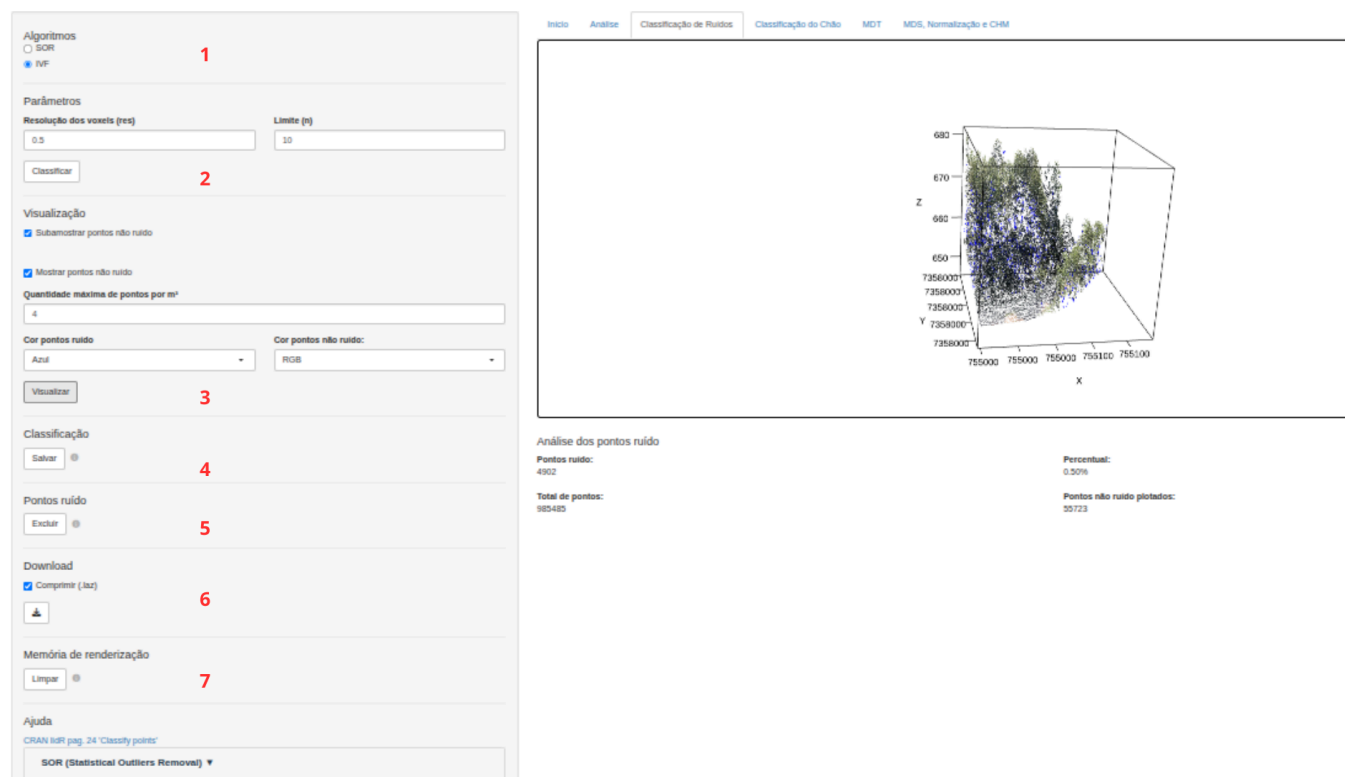 Algoritmos
SOR
IVF
1
Parâmetros
Resolução dos voxels (res) Limite (n)
0.5 10
Classificar
2
Visualização
Subamostrar pontos não ruído
Mostrar pontos não ruído
Quantidade máxima de pontos por m²
4
Cor pontos ruído Cor pontos não ruído:
Azul RGB
Visualizar
3
Classificação
Salvar
4
Pontos ruído
Excluir
5
Download
Comprimir (.laz)
6
Memória de renderização
Limpar
7
Ajuda
CRAN lidR pag. 24 'Classify points'
SOR (Statistical Outliers Removal) ▼
Início Análise Classificação de Ruídos Classificação do Chão MDT MDS, Normalização e CHM
680
670
Z
660
650
7358000
7358000
7358000
Y 7358000
7358000
755000 755000 755000 755100 755100
X
Análise dos pontos ruído
Pontos ruído: Percentual:
4902 0.50%
Total de pontos: Pontos não ruído plotados:
985485 55723